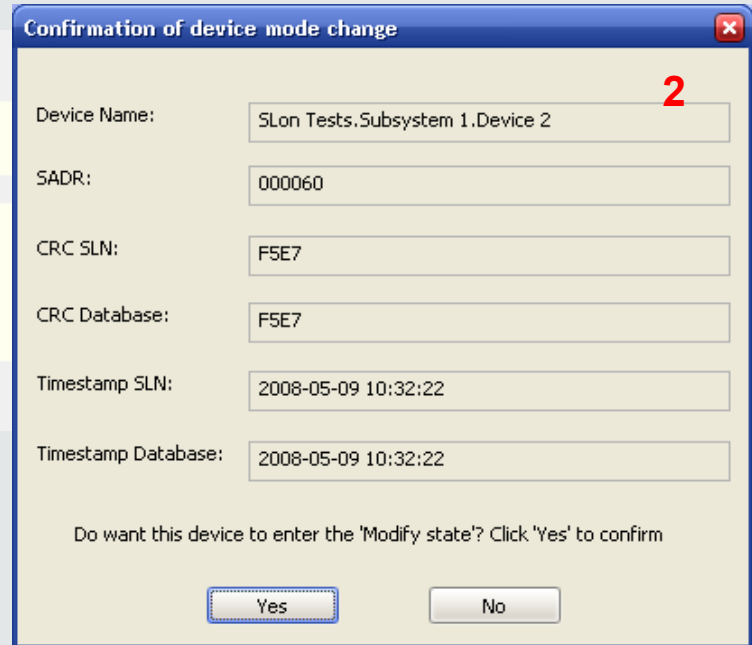 Confirmation of device mode change
2
Device Name: SLon Tests.Subsystem 1.Device 2
SADR: 000060
CRC SLN: F5E7
CRC Database: F5E7
Timestamp SLN: 2008-05-09 10:32:22
Timestamp Database: 2008-05-09 10:32:22
Do want this device to enter the 'Modify state'? Click 'Yes' to confirm
Yes No